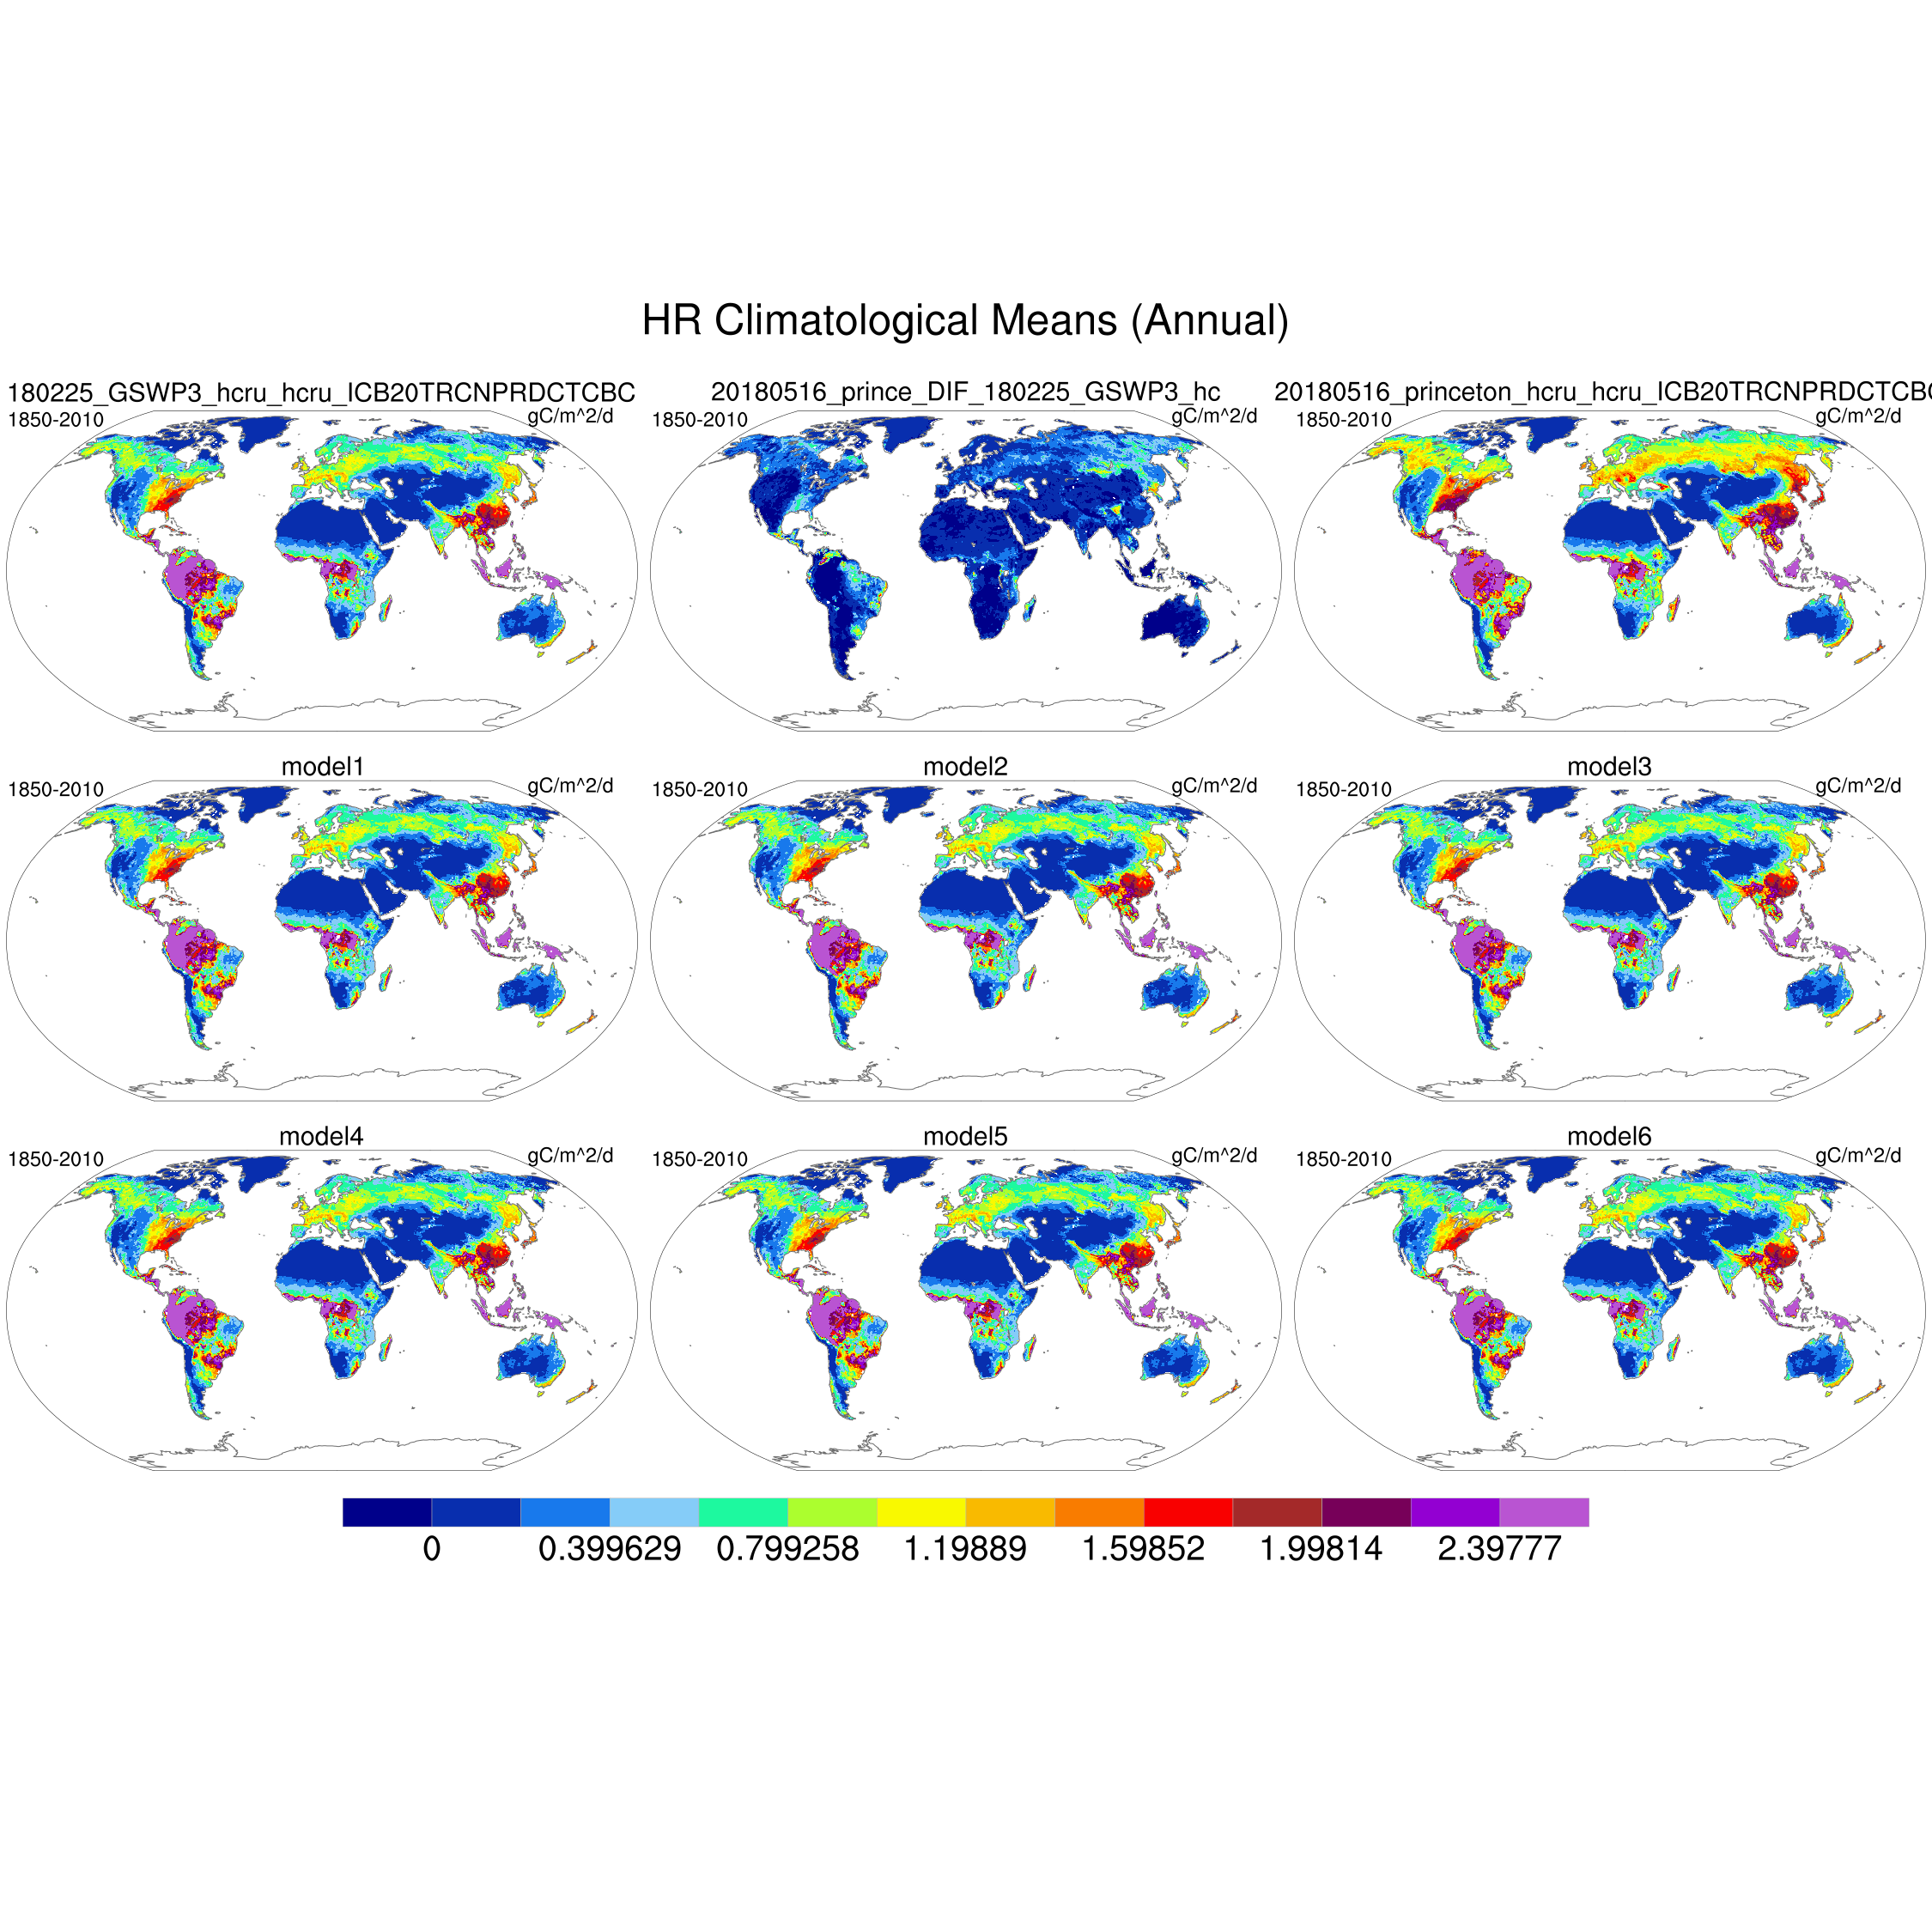 HR Climatological Means (Annual)
180225_GSWP3_hcru_hcru_ICB20TRCNPRDCTCBC
1850-2010
gC/m^2/d
20180516_prince_DIF_180225_GSWP3_hc
1850-2010
gC/m^2/d
20180516_princeton_hcru_hcru_ICB20TRCNPRDCTCBC
1850-2010
gC/m^2/d
model1
1850-2010
gC/m^2/d
model2
1850-2010
gC/m^2/d
model3
1850-2010
gC/m^2/d
model4
1850-2010
gC/m^2/d
model5
1850-2010
gC/m^2/d
model6
1850-2010
gC/m^2/d
0 0.399629 0.799258 1.19889 1.59852 1.99814 2.39777